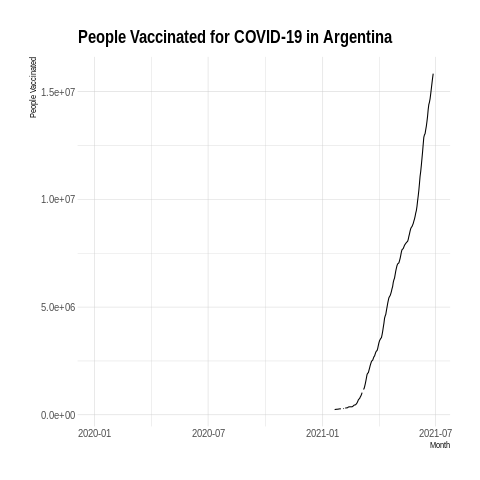 People Vaccinated for COVID-19 in Argentina
People Vaccinated
1.5e+07
1.0e+07
5.0e+06
0.0e+00
2020-01 2020-07 2021-01 2021-07
Month